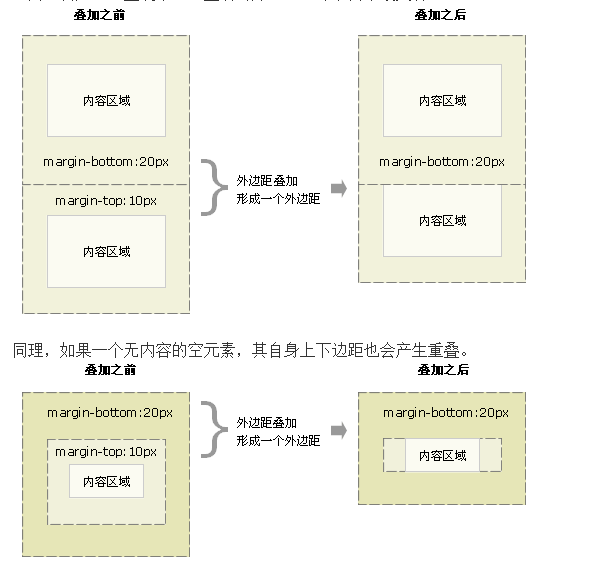 叠加之前
叠加之后
内容区域
内容区域
margin-bottom:20px
margin-bottom:20px
外边距叠加
形成一个外边距
margin-top:10px
内容区域
内容区域
同理，如果一个无内容的空元素，其自身上下边距也会产生重叠。
叠加之前
叠加之后
margin-bottom:20px
margin-bottom:20px
外边距叠加
形成一个外边距
margin-top:10px
内容区域
内容区域